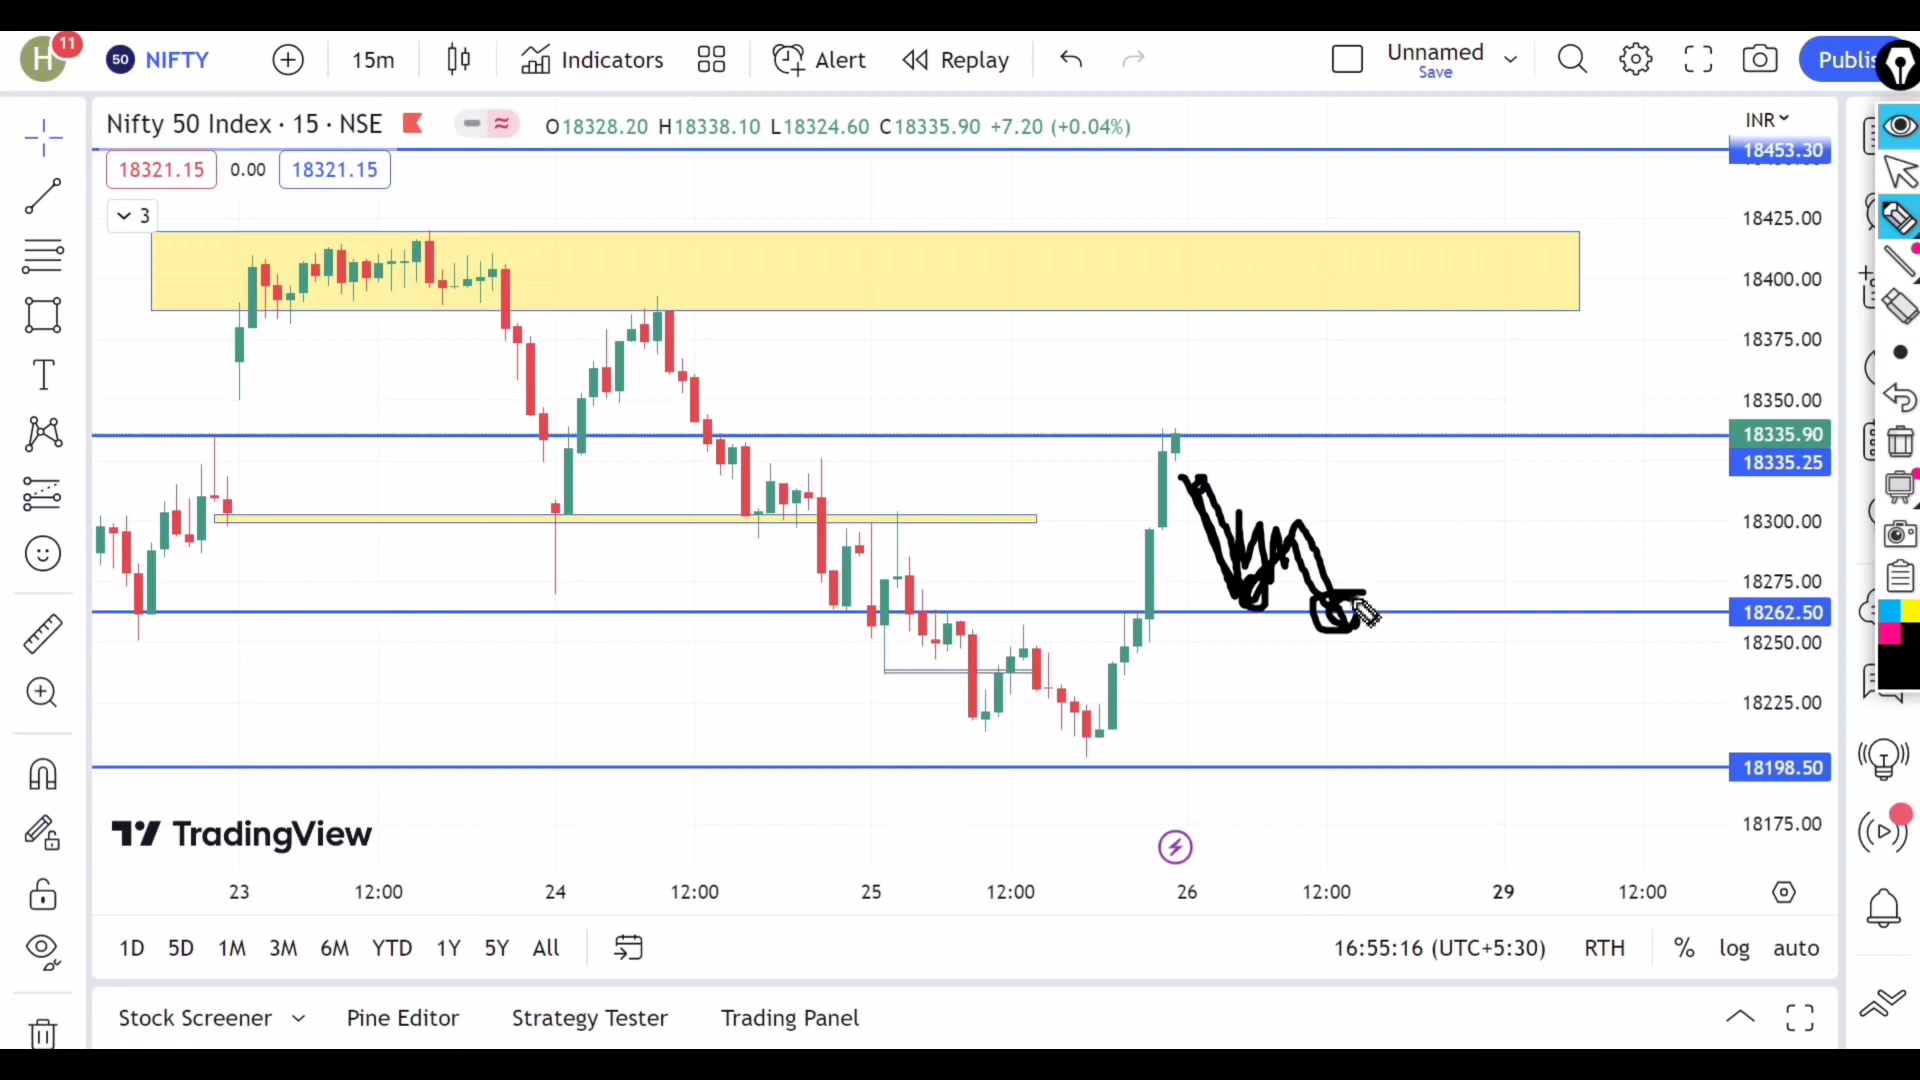 H 11 50 NIFTY 15m Indicators Alert Replay Unnamed Save
Nifty 50 Index · 15 · NSE O18328.20 H18338.10 L18324.60 C18335.90 +7.20 (+0.04%) INR
18453.30
18321.15 0.00 18321.15
3
18425.00
18400.00
18375.00
18350.00
18335.90
18335.25
18300.00
18275.00
18262.50
18250.00
18225.00
18198.50
18175.00
TradingView
23 12:00 24 12:00 25 12:00 26 12:00 29 12:00
1D 5D 1M 3M 6M YTD 1Y 5Y All 16:55:16 (UTC+5:30) RTH % log auto
Stock Screener Pine Editor Strategy Tester Trading Panel